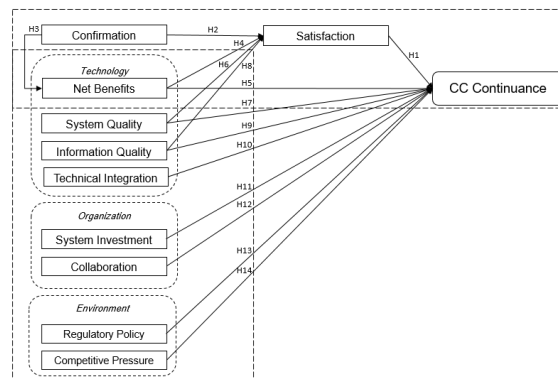 H3
Confirmation
H2
Satisfaction
H4
H1
Technology
H6
H8
Net Benefits
H5
CC Continuance
H7
System Quality
H9
Information Quality
H10
Technical Integration
H11
Organization
H12
System Investment
Collaboration
H13
H14
Environment
Regulatory Policy
Competitive Pressure